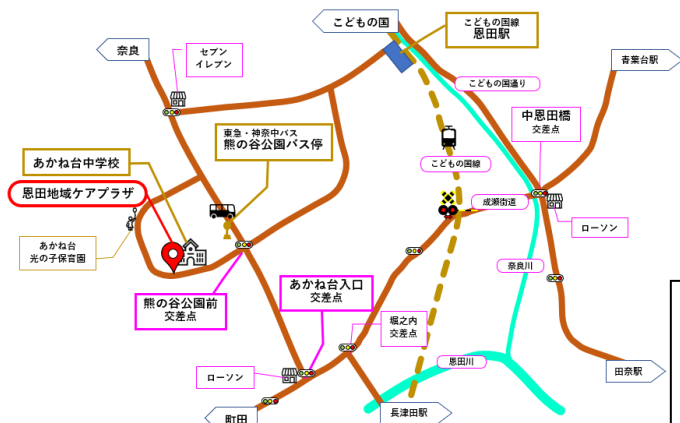 こどもの国
こどもの国線
恩田駅
奈良
セブン
イレブン
青葉台駅
こどもの国通り
東急・神奈中バス
熊の谷公園バス停
中恩田橋
交差点
あかね台中学校
こどもの国線
恩田地域ケアプラザ
成瀬街道
ローソン
あかね台
光の子保育園
奈良川
あかね台入口
交差点
熊の谷公園前
交差点
堀之内
交差点
恩田川
ローソン
田奈駅
町田
長津田駅